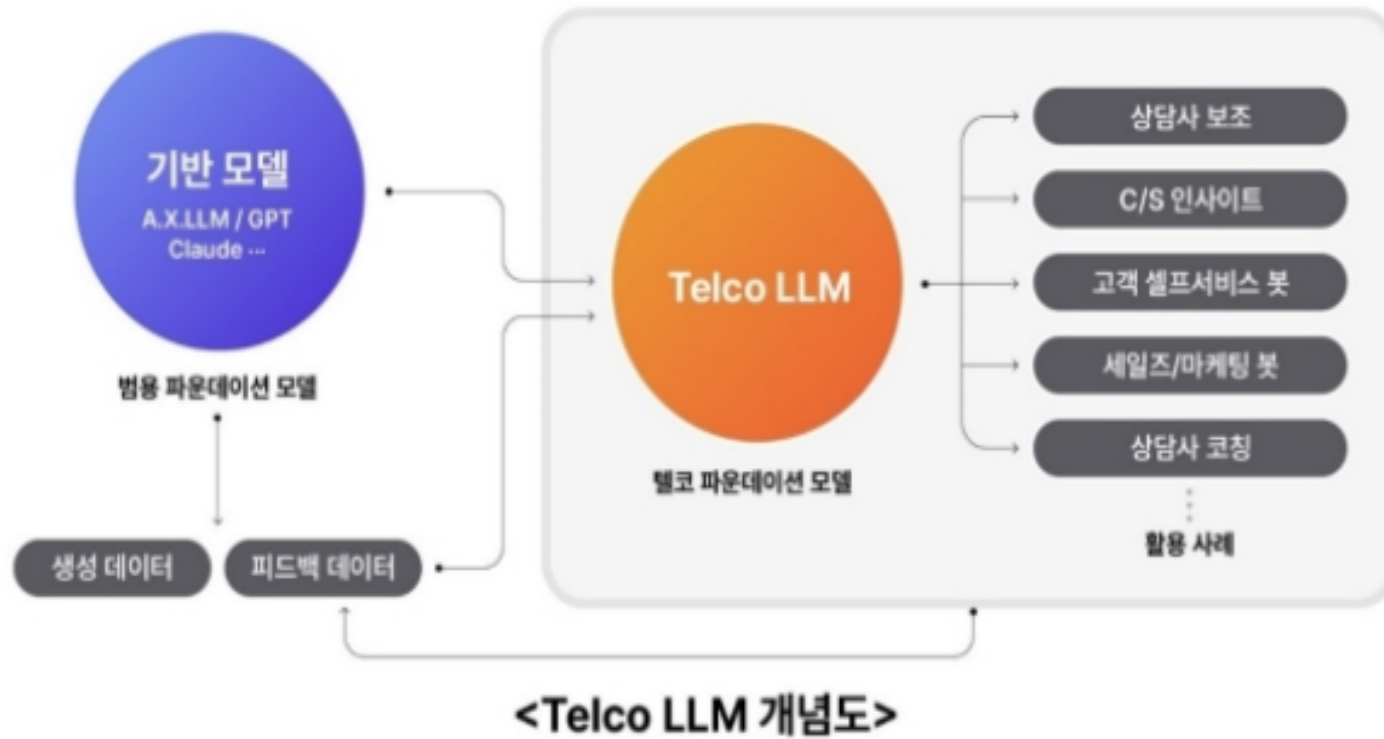 기반 모델
A.X.LLM / GPT
Claude ···
범용 파운데이션 모델
생성 데이터
피드백 데이터
Telco LLM
텔코 파운데이션 모델
상담사 보조
C/S 인사이트
고객 셀프서비스 봇
세일즈/마케팅 봇
상담사 코칭
활용 사례
<Telco LLM 개념도>